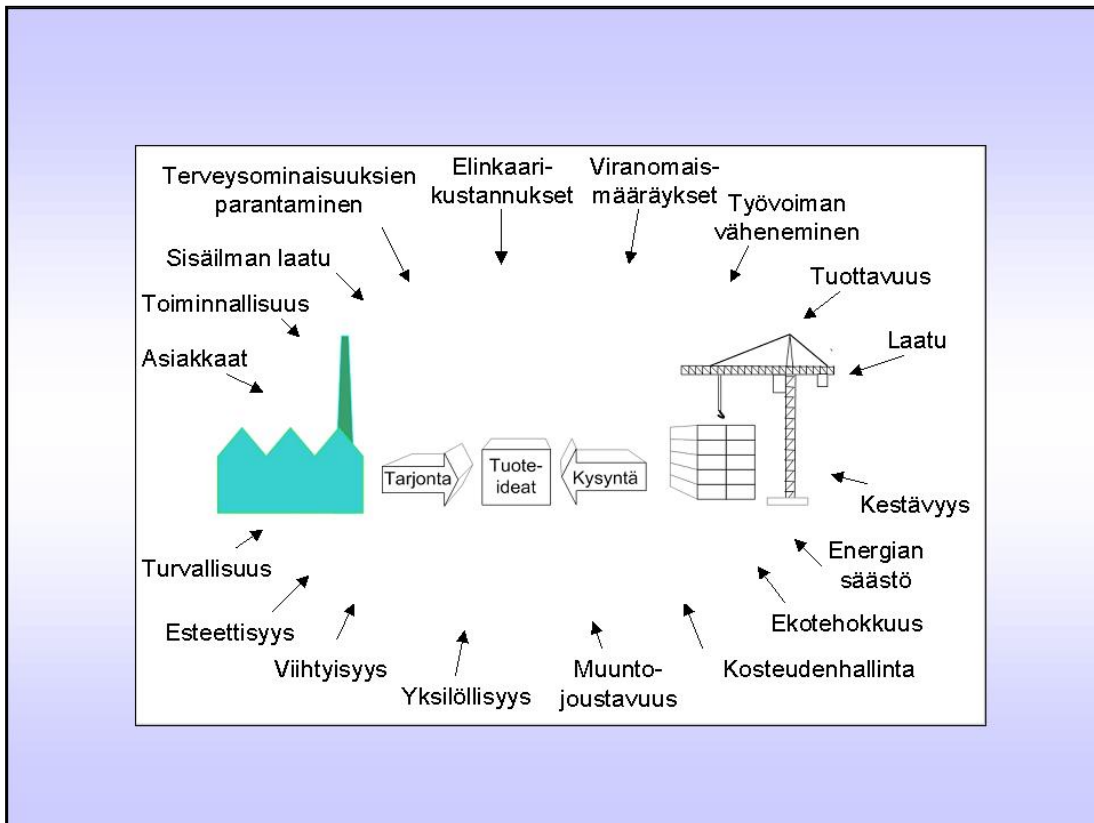 Terveysominaisuuksien
parantaminen
Elinkaari-
kustannukset
Viranomais-
määräykset
Työvoiman
väheneminen
Sisäilman laatu
Tuottavuus
Toiminnallisuus
Laatu
Asiakkaat
Tarjonta
Tuote-
ideat
Kysyntä
Kestävyys
Turvallisuus
Energian
säästö
Esteettisyys
Ekotehokkuus
Viihtyisyys
Yksilöllisyys
Muunto-
joustavuus
Kosteudenhallinta